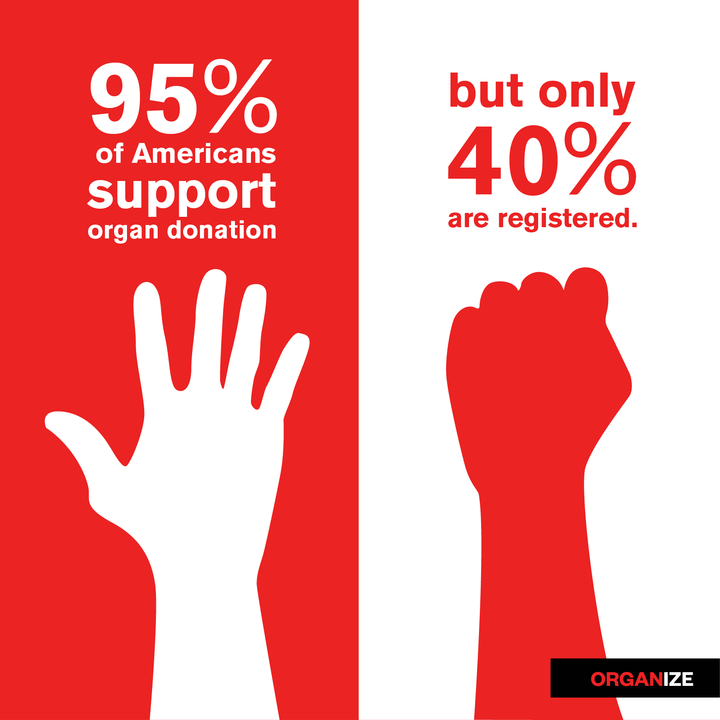 95%
of Americans
support
organ donation
but only
40%
are registered.
ORGANIZE